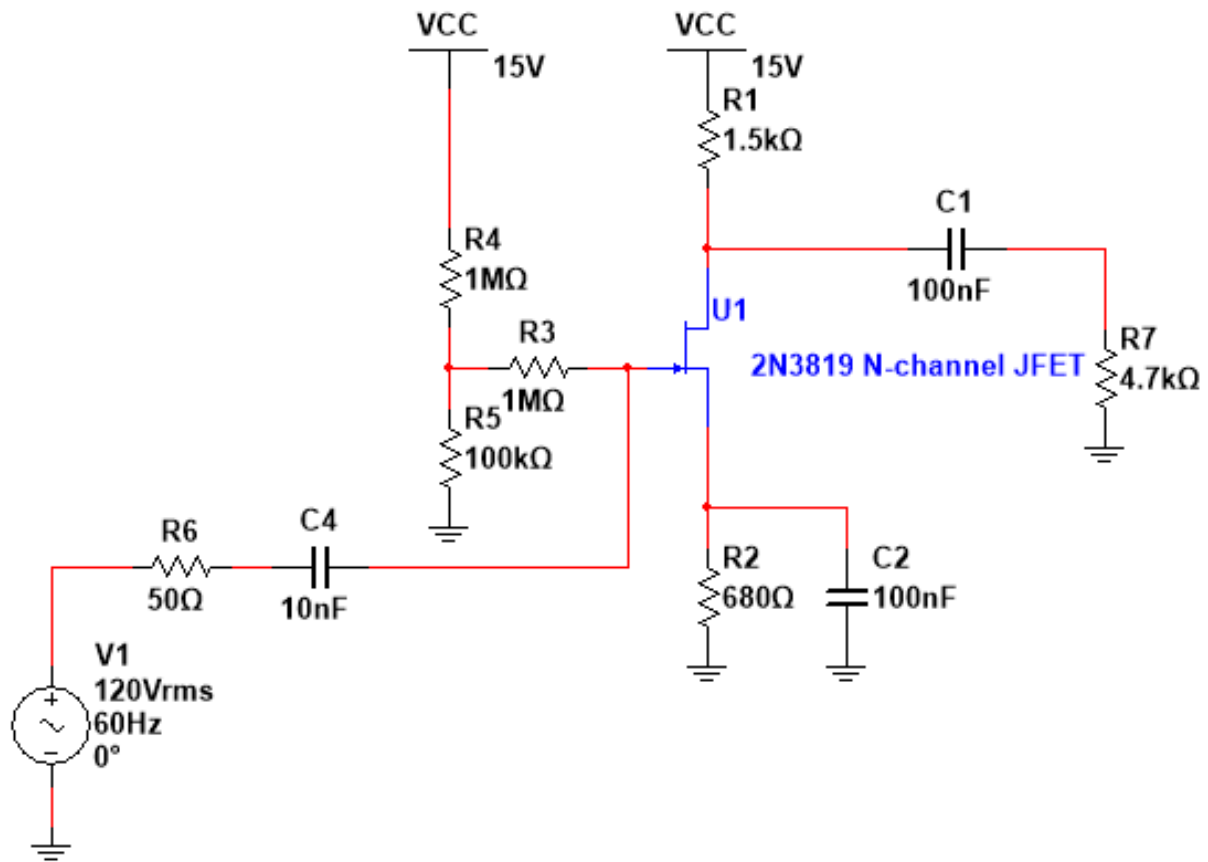 VCC
15V
VCC
15V
R1
1.5kΩ
C1
100nF
R4
1MΩ
R3
1MΩ
U1
2N3819 N-channel JFET
R7
4.7kΩ
R5
100kΩ
C4
10nF
R6
50Ω
R2
680Ω
C2
100nF
V1
120Vrms
60Hz
0°